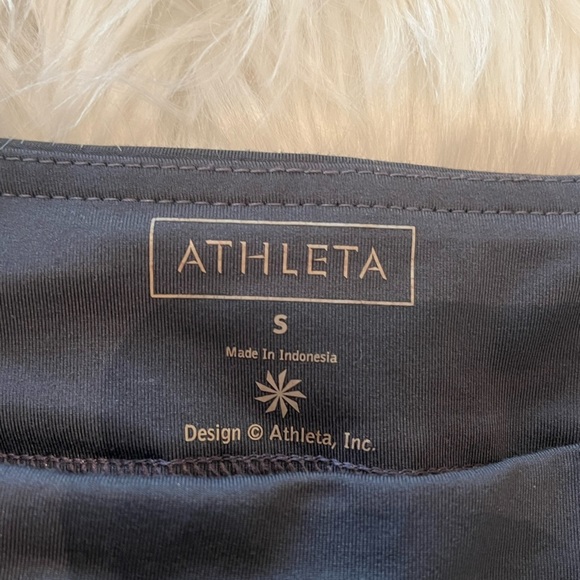 ATHLETA
S
Made In Indonesia
Design © Athleta, Inc.